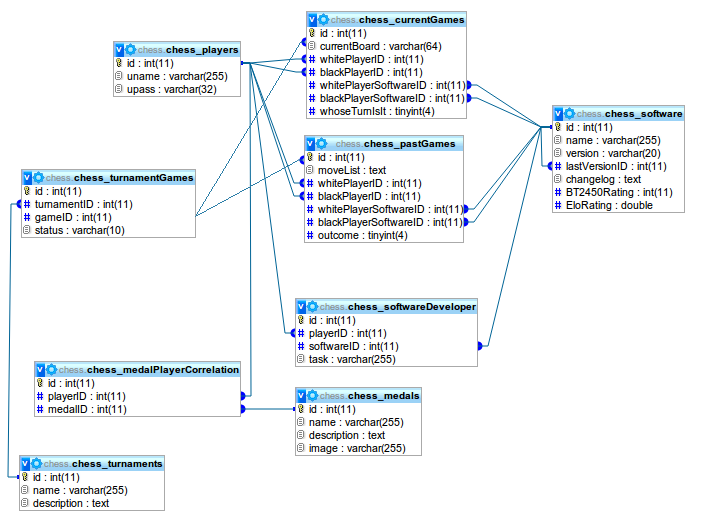 chess.chess_currentGames
id : int(11)
currentBoard : varchar(64)
# whitePlayerID : int(11)
# blackPlayerID : int(11)
# whitePlayerSoftwareID : int(11)
# blackPlayerSoftwareID : int(11)
# whoseTurnIsIt : tinyint(4)
chess.chess_players
id : int(11)
uname : varchar(255)
upass : varchar(32)
chess.chess_software
id : int(11)
name : varchar(255)
version : varchar(20)
# lastVersionID : int(11)
changelog : text
# BT2450Rating : int(11)
# EloRating : double
chess.chess_pastGames
id : int(11)
moveList : text
# whitePlayerID : int(11)
# blackPlayerID : int(11)
# whitePlayerSoftwareID : int(11)
# blackPlayerSoftwareID : int(11)
# outcome : tinyint(4)
chess.chess_turnamentGames
id : int(11)
# turnamentID : int(11)
# gameID : int(11)
status : varchar(10)
chess.chess_softwareDeveloper
id : int(11)
# playerID : int(11)
# softwareID : int(11)
task : varchar(255)
chess.chess_medalPlayerCorrelation
id : int(11)
# playerID : int(11)
# medalID : int(11)
chess.chess_medals
id : int(11)
name : varchar(255)
description : text
image : varchar(255)
chess.chess_turnaments
id : int(11)
name : varchar(255)
description : text